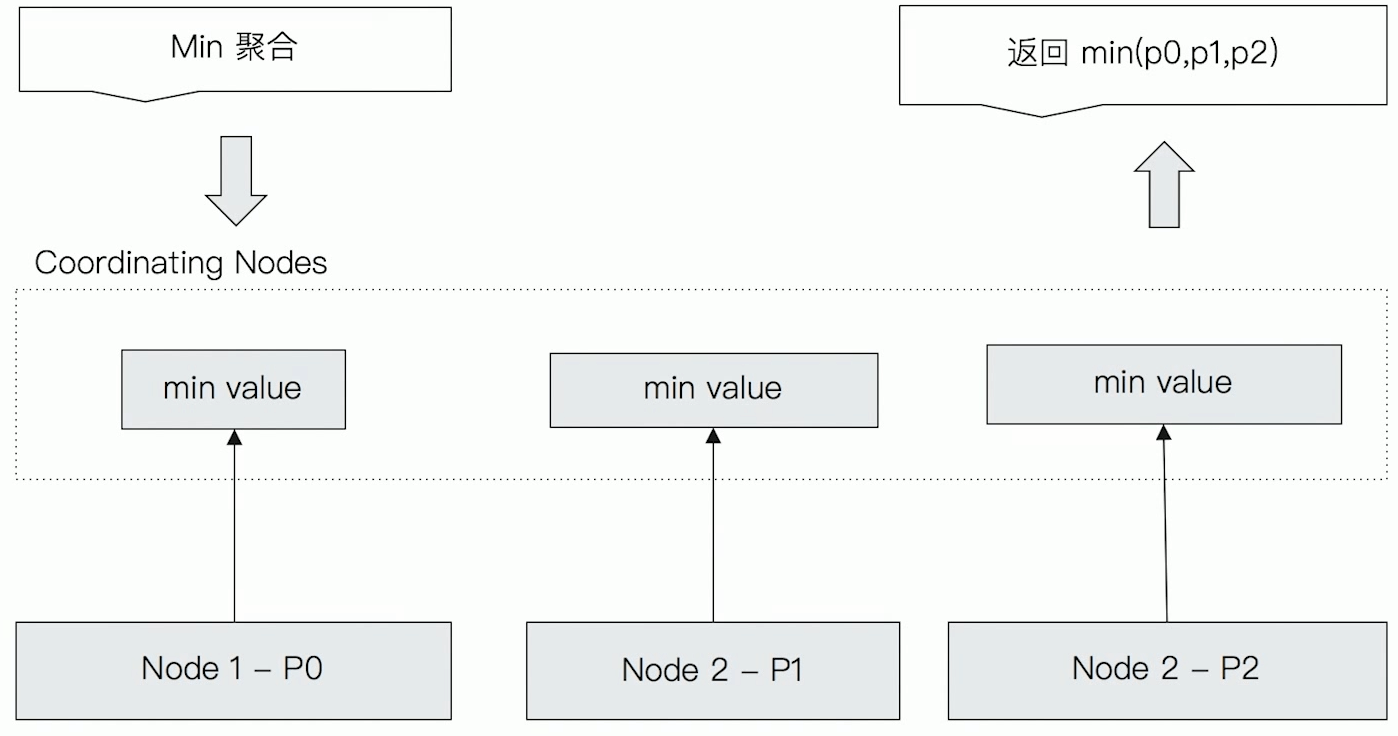 Min 聚合
返回 min(p0,p1,p2)
Coordinating Nodes
min value
min value
min value
Node 1 – P0
Node 2 – P1
Node 2 – P2